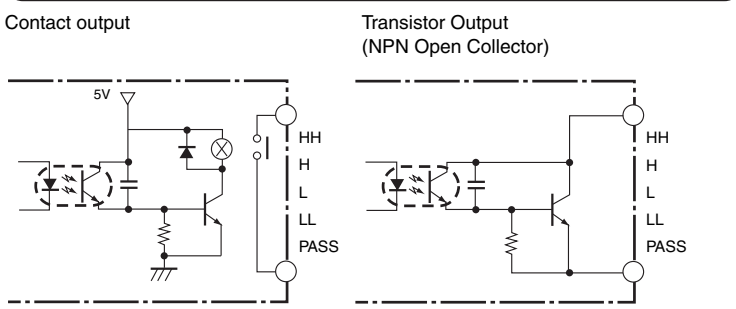 Contact output
Transistor Output
(NPN Open Collector)
5V
HH
H
L
LL
PASS
HH
H
L
LL
PASS